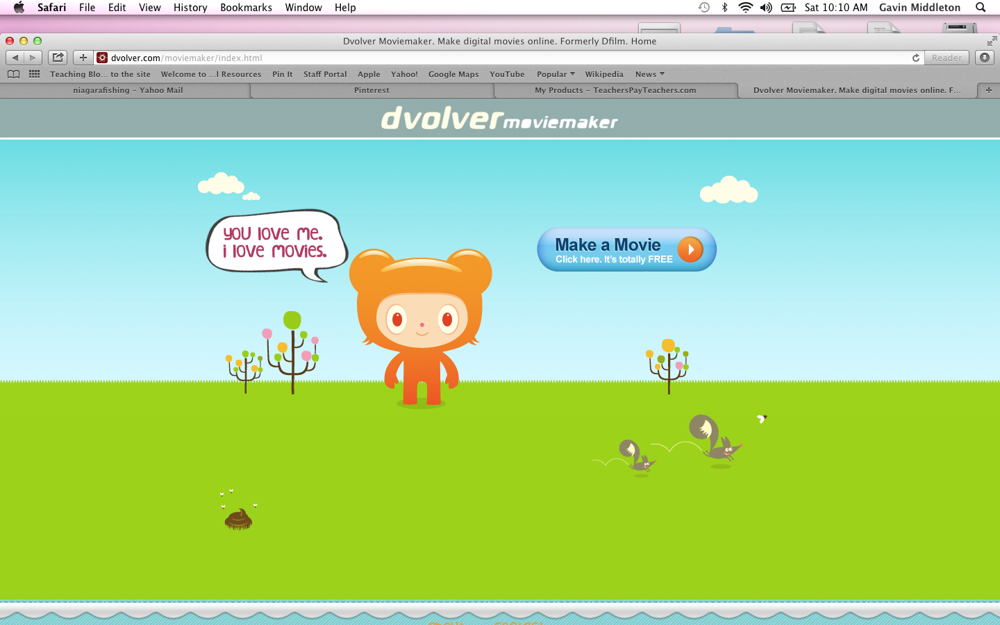 Safari File Edit View History Bookmarks Window Help Sat 10:10 AM Gavin Middleton
Dvolver Moviemaker. Make digital movies online. Formerly Dfilm. Home
dvolver.com/moviemaker/index.html Reader
Teaching Blo... to the site Welcome to ...l Resources Pin It Staff Portal Apple Yahoo! Google Maps YouTube Popular Wikipedia News
niagarafishing – Yahoo Mail Pinterest My Products – TeachersPayTeachers.com Dvolver Moviemaker. Make digital movies online. F...
dvolver moviemaker
you love me.
i love movies.
Make a Movie
Click here. It's totally FREE